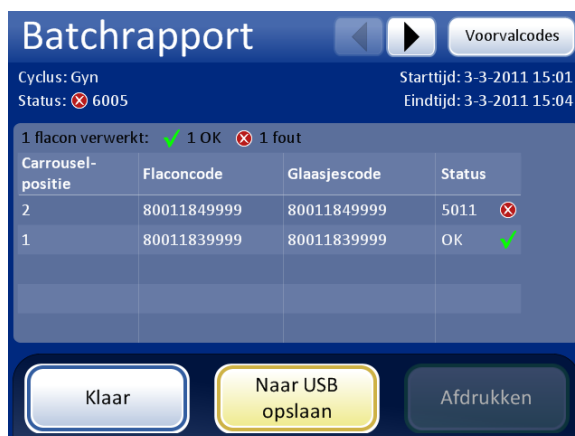 Batchrapport
Voorvalcodes
Cyclus: Gyn
Starttijd: 3-3-2011 15:01
Status: 6005
Eindtijd: 3-3-2011 15:04
1 flacon verwerkt: 1 OK 1 fout
Carrousel-
positie Flaconcode Glaasjescode Status
2 80011849999 80011849999 5011
1 80011839999 80011839999 OK
Klaar
Naar USB
opslaan
Afdrukken